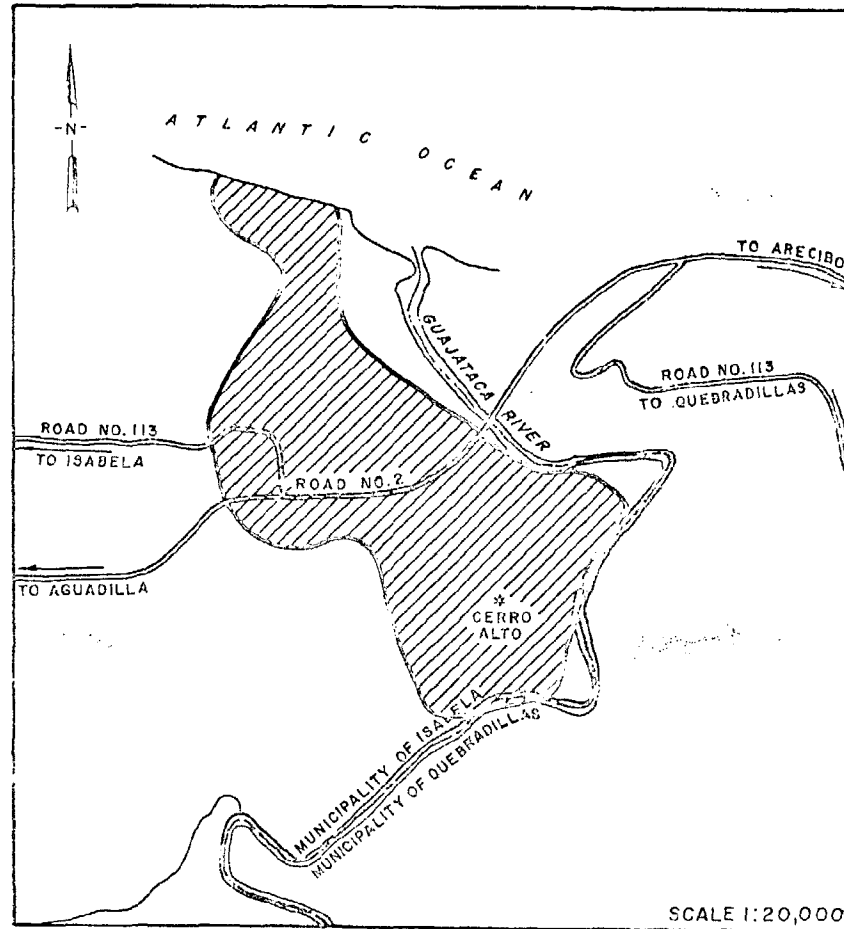 -N-
ATLANTIC OCEAN
TO ARECIBO
GUAJATACA RIVER
ROAD NO. 113
TO QUEBRADILLAS
ROAD NO. 113
TO ISABELA
ROAD NO. 2
TO AGUADILLA
CERRO
ALTO
MUNICIPALITY OF ISABELA
MUNICIPALITY OF QUEBRADILLAS
SCALE 1:20,000